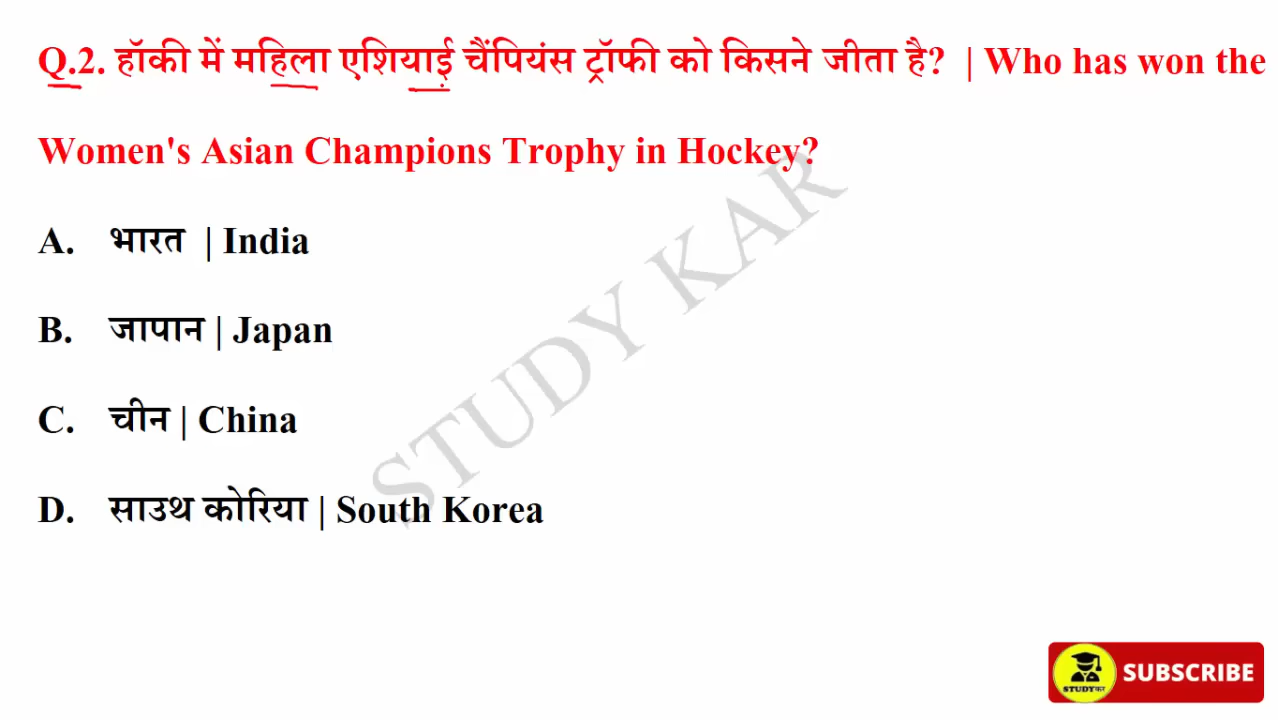 Q.2. हॉकी में महिला एशियाई चैंपियंस ट्रॉफी को किसने जीता है? | Who has won the
Women's Asian Champions Trophy in Hockey?
A. भारत | India
B. जापान | Japan
C. चीन | China
D. साउथ कोरिया | South Korea
STUDY KAR
STUDYकर
SUBSCRIBE